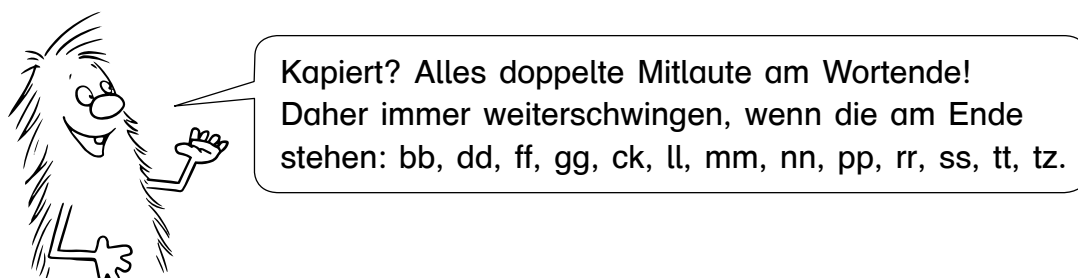 Kapiert? Alles doppelte Mitlaute am Wortende!
Daher immer weiterschwingen, wenn die am Ende
stehen: bb, dd, ff, gg, ck, ll, mm, nn, pp, rr, ss, tt, tz.